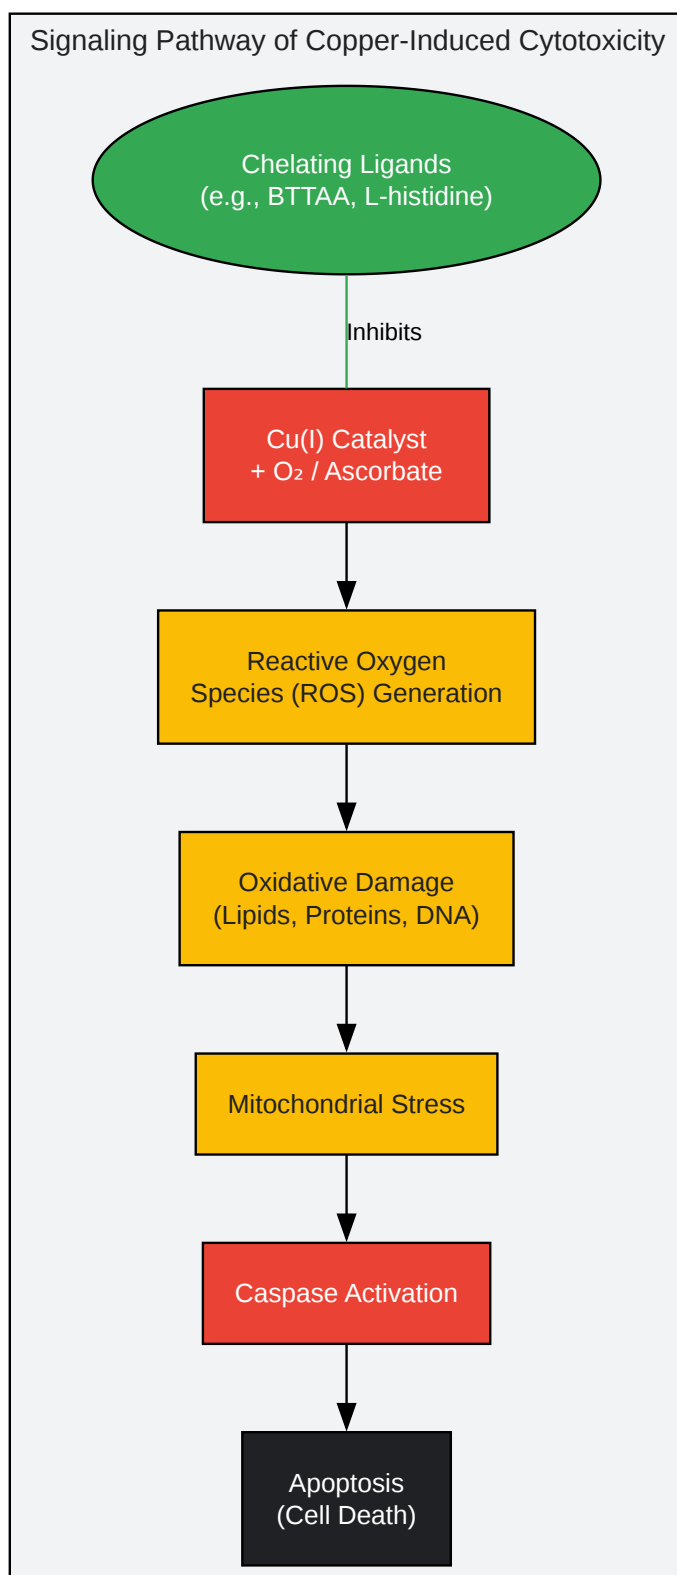 Signaling Pathway of Copper-Induced Cytotoxicity
Chelating Ligands
(e.g., BTTAA, L-histidine)
Inhibits
Cu(I) Catalyst
+ O₂ / Ascorbate
Reactive Oxygen
Species (ROS) Generation
Oxidative Damage
(Lipids, Proteins, DNA)
Mitochondrial Stress
Caspase Activation
Apoptosis
(Cell Death)